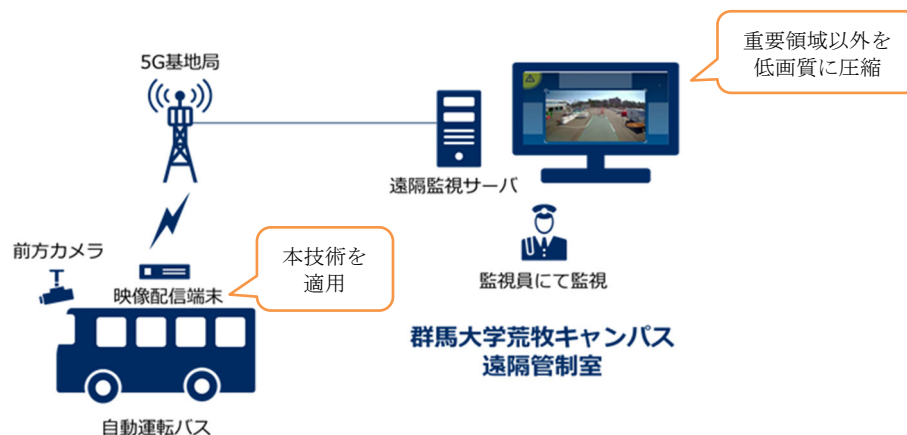 5G基地局
重要領域以外を
低画質に圧縮
遠隔監視サーバ
前方カメラ
映像配信端末
本技術を
適用
監視員にて監視
群馬大学荒牧キャンパス
遠隔管制室
自動運転バス